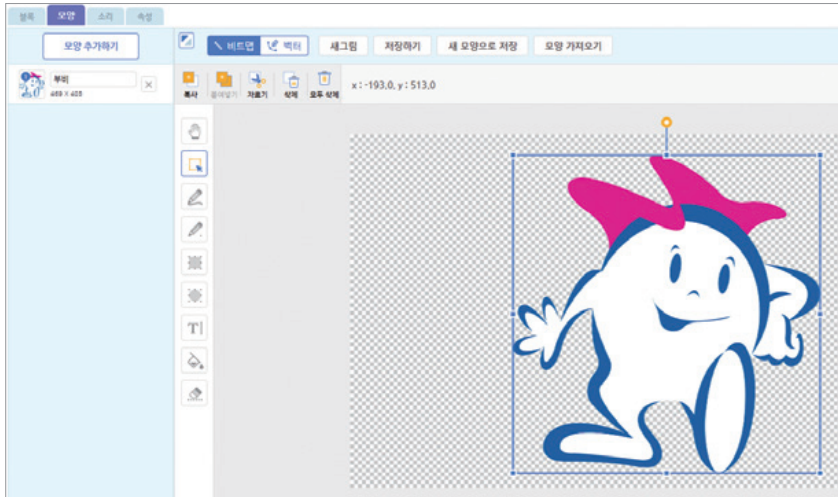 블록 모양 소리 속성
모양 추가하기
비트맵 벡터 새그림 저장하기 새 모양으로 저장 모양 가져오기
1
부비
복사 붙여넣기 자르기 삭제 모두 삭제
x : -193.0, y : 513.0
T